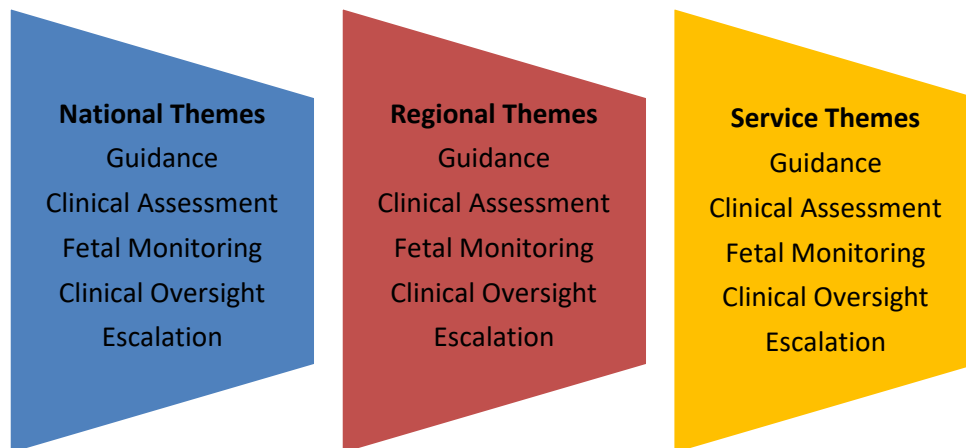 National Themes
Guidance
Clinical Assessment
Fetal Monitoring
Clinical Oversight
Escalation
Regional Themes
Guidance
Clinical Assessment
Fetal Monitoring
Clinical Oversight
Escalation
Service Themes
Guidance
Clinical Assessment
Fetal Monitoring
Clinical Oversight
Escalation